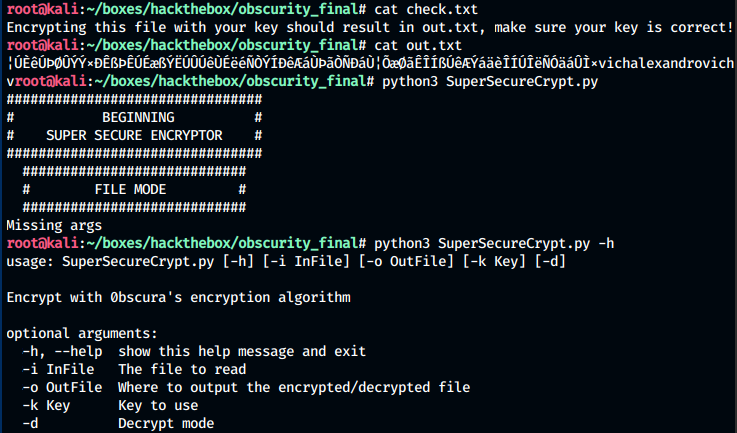 root@kali:~/boxes/hackthebox/obscurity_final# cat check.txt
Encrypting this file with your key should result in out.txt, make sure your key is correct!
root@kali:~/boxes/hackthebox/obscurity_final# cat out.txt
vroot@kali:~/boxes/hackthebox/obscurity_final# python3 SuperSecureCrypt.py
################################
#           BEGINNING          #
#    SUPER SECURE ENCRYPTOR    #
################################
  ############################
  #        FILE MODE         #
  ############################
Missing args
root@kali:~/boxes/hackthebox/obscurity_final# python3 SuperSecureCrypt.py -h
usage: SuperSecureCrypt.py [-h] [-i InFile] [-o OutFile] [-k Key] [-d]

Encrypt with 0bscura's encryption algorithm

optional arguments:
  -h, --help  show this help message and exit
  -i InFile   The file to read
  -o OutFile  Where to output the encrypted/decrypted file
  -k Key      Key to use
  -d          Decrypt mode